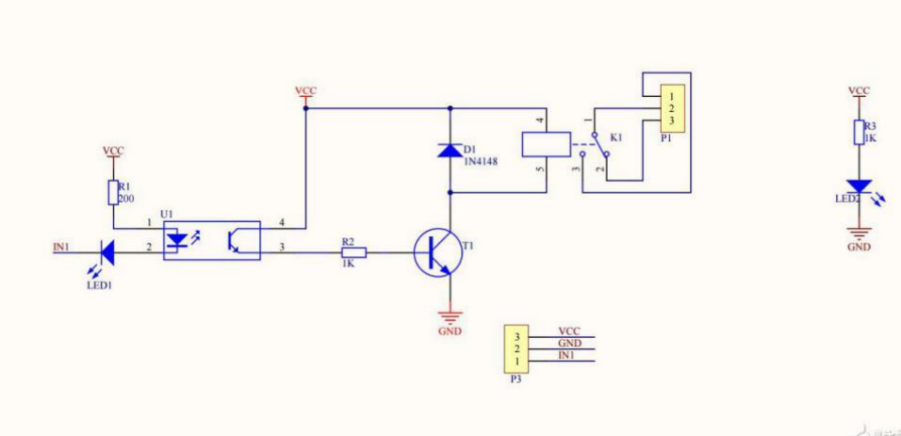 VCC
VCC
VCC
R1
200
U1
1
2
4
3
IN1
LED1
R2
1K
D1
1N4148
T1
GND
4
5
K1
1
3
2
1
2
3
P1
R3
1K
LED2
GND
3
2
1
VCC
GND
IN1
P3